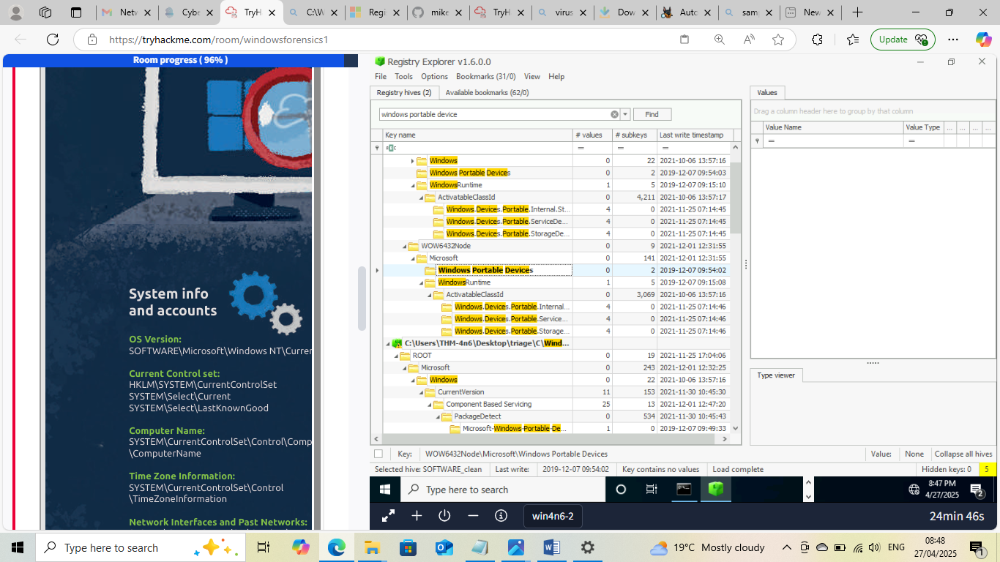 Netw
Cybe
TryH
C:\W
Regi
mike
TryH
virus
Dow
Auto
sam
New
https://tryhackme.com/room/windowsforensics1
Update
Room progress ( 96% )
System info
and accounts
OS Version:
SOFTWARE\Microsoft\Windows NT\Curren
Current Control set:
HKLM\SYSTEM\CurrentControlSet
SYSTEM\Select\Current
SYSTEM\Select\LastKnownGood
Computer Name:
SYSTEM\CurrentControlSet\Control\Comp
\ComputerName
Time Zone Information:
SYSTEM\CurrentControlSet\Control
\TimeZoneInformation
Network Interfaces and Past Networks:
Registry Explorer v1.6.0.0
File Tools Options Bookmarks (31/0) View Help
Registry hives (2) Available bookmarks (62/0)
windows portable device Find
Key name # values # subkeys Last write timestamp
= = =
Windows 0 22 2021-10-06 13:57:16
Windows Portable Devices 0 2 2019-12-07 09:54:03
WindowsRuntime 1 5 2019-12-07 09:15:10
ActivatableClassId 0 4,211 2021-10-06 13:57:17
Windows.Devices.Portable.Internal.St... 4 0 2021-11-25 07:14:45
Windows.Devices.Portable.ServiceDe... 4 0 2021-11-25 07:14:45
Windows.Devices.Portable.StorageDe... 4 0 2021-11-25 07:14:45
WOW6432Node 0 9 2021-12-01 12:31:55
Microsoft 0 141 2021-12-01 12:31:55
Windows Portable Devices 0 2 2019-12-07 09:54:02
WindowsRuntime 1 5 2019-12-07 09:15:08
ActivatableClassId 0 3,069 2021-10-06 13:57:16
Windows.Devices.Portable.Internal... 4 0 2021-11-25 07:14:46
Windows.Devices.Portable.Service... 4 0 2021-11-25 07:14:46
Windows.Devices.Portable.Storage... 4 0 2021-11-25 07:14:46
C:\Users\THM-4n6\Desktop\triage\C\Wind...
ROOT 0 19 2021-11-25 17:04:06
Microsoft 0 243 2021-12-01 12:32:25
Windows 0 22 2021-10-06 13:57:16
CurrentVersion 11 153 2021-11-30 10:45:30
Component Based Servicing 25 13 2021-12-01 12:47:20
PackageDetect 0 534 2021-11-30 10:45:43
Microsoft-Windows-Portable-De... 1 0 2019-12-07 09:49:33
Values
Drag a column header here to group by that column
Value Name Value Type ... ... ... ...
= =
Type viewer
Key: WOW6432Node\Microsoft\Windows Portable Devices Value: None Collapse all hives
Selected hive: SOFTWARE_clean Last write: 2019-12-07 09:54:02 Key contains no values Load complete Hidden keys: 0 5
Type here to search
8:47 PM
4/27/2025
2
win4n6-2
24min 46s
Type here to search
19°C Mostly cloudy
ENG
08:48
27/04/2025
1